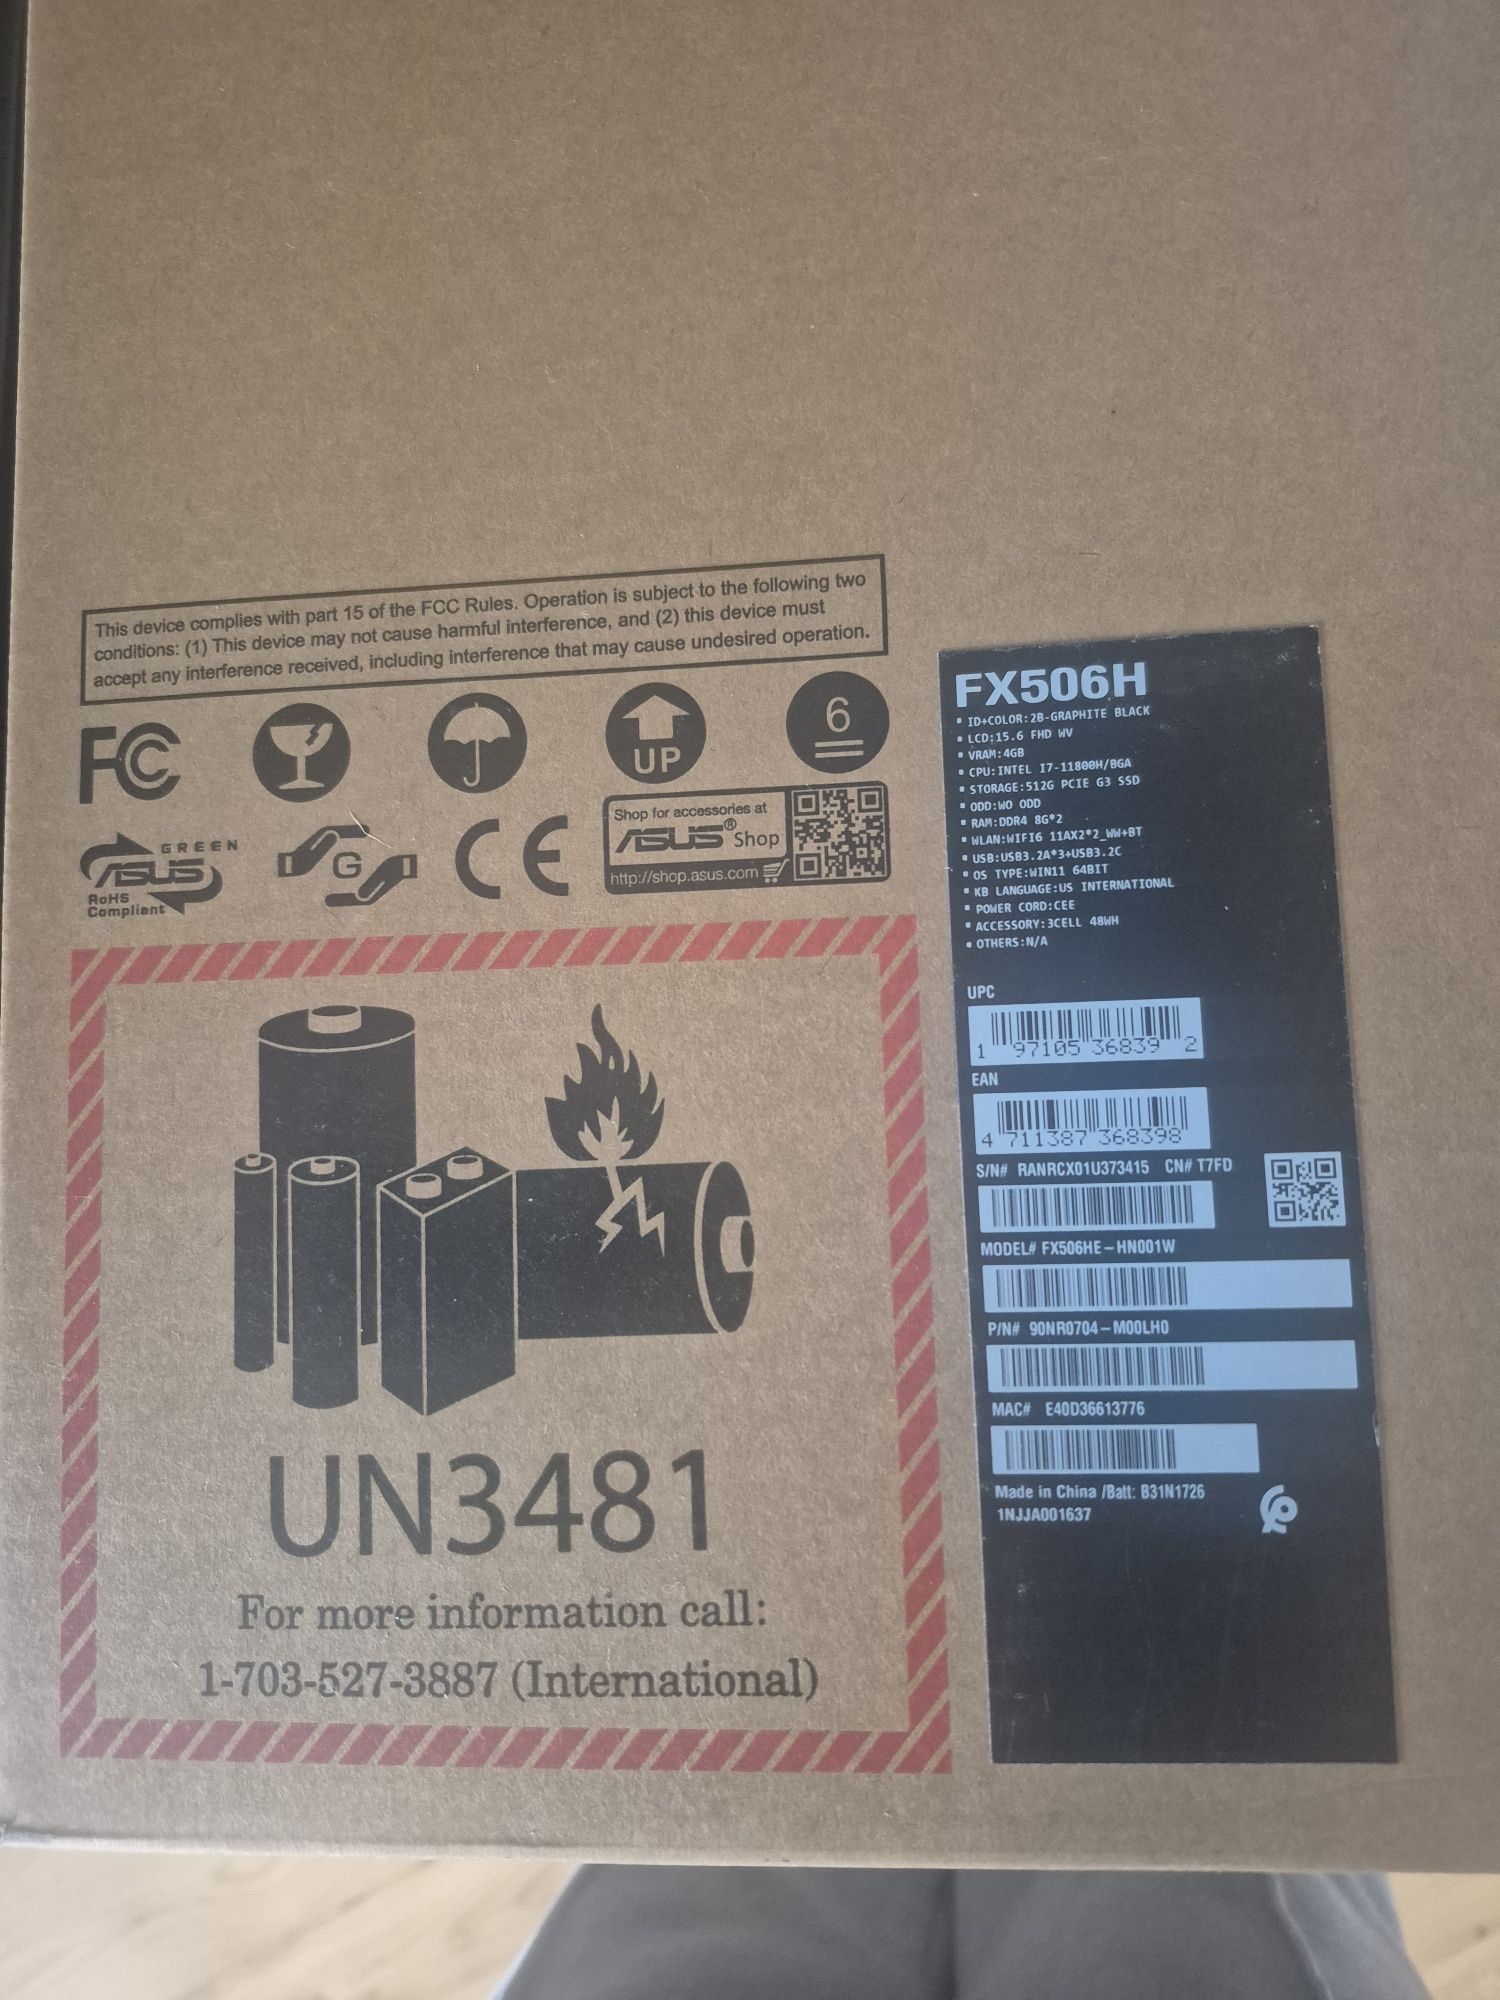 This device complies with part 15 of the FCC Rules. Operation is subject to the following two
conditions: (1) This device may not cause harmful interference, and (2) this device must
accept any interference received, including interference that may cause undesired operation.
FC
UP
6
GREEN
ASUS
RoHS
Compliant
G
CE
Shop for accessories at
ASUS® Shop
http://shop.asus.com
UN3481
For more information call:
1-703-527-3887 (International)
FX506H
• ID+COLOR:2B-GRAPHITE BLACK
• LCD:15.6 FHD WV
• VRAM:4GB
• CPU:INTEL I7-11800H/BGA
• STORAGE:512G PCIE G3 SSD
• ODD:WO ODD
• RAM:DDR4 8G*2
• WLAN:WIFI6 11AX2*2_WW+BT
• USB:USB3.2A*3+USB3.2C
• OS TYPE:WIN11 64BIT
• KB LANGUAGE:US INTERNATIONAL
• POWER CORD:CEE
• ACCESSORY:3CELL 48WH
• OTHERS:N/A
UPC
1 97105 36839 2
EAN
4 711387 368398
S/N# RANRCX01U373415 CN# T7FD
MODEL# FX506HE-HN001W
P/N# 90NR0704-M00LH0
MAC# E40D36613776
Made in China /Batt: B31N1726
1NJJA001637